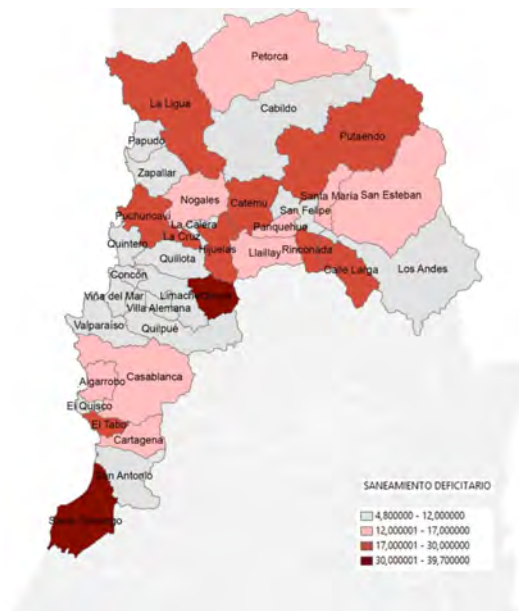 Petorca
La Ligua
Cabildo
Putaendo
Papudo
Zapallar
Nogales
Catemu
Santa María
San Esteban
Puchuncaví
La Calera
San Felipe
La Cruz
Panquehue
Quintero
Hijuelas
Llaillay
Rinconada
Quillota
Calle Larga
Los Andes
Concón
Limache
Viña del Mar
Villa Alemana
Valparaíso
Quilpué
Casablanca
Algarrobo
El Quisco
El Tabo
Cartagena
San Antonio
SANEAMIENTO DEFICITARIO
4,800000 - 12,000000
12,000001 - 17,000000
17,000001 - 30,000000
30,000001 - 39,700000